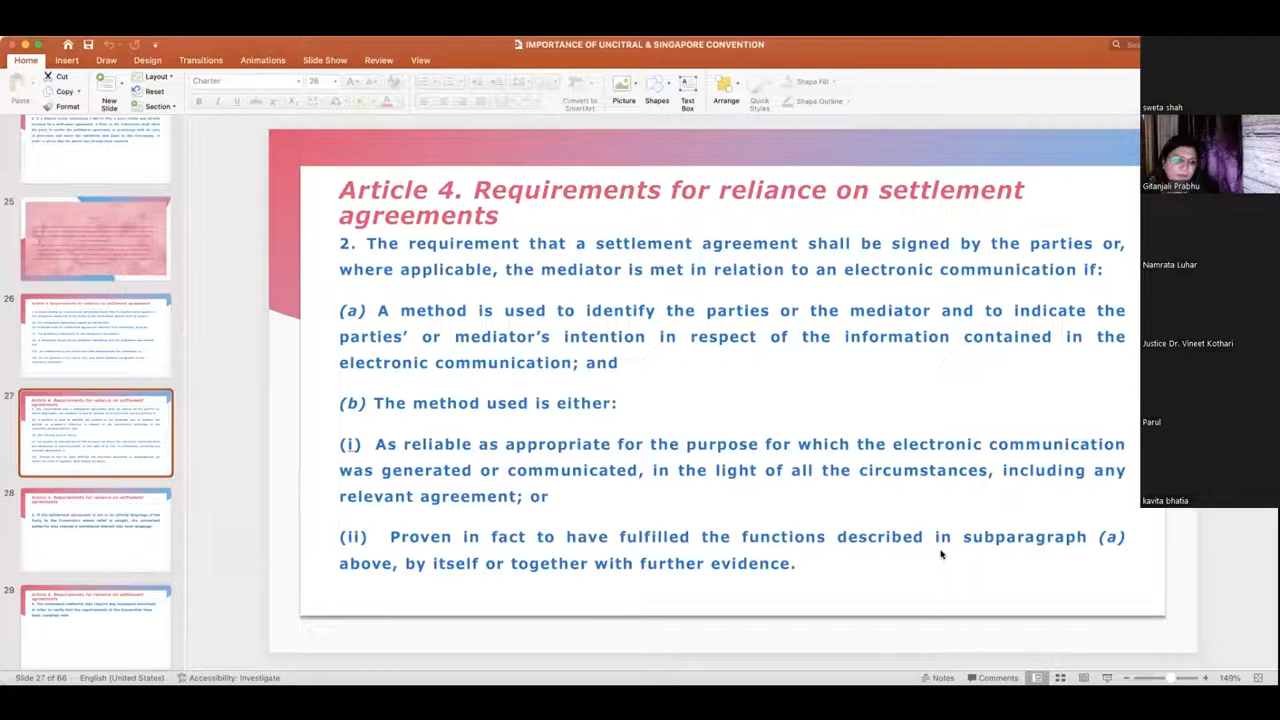 IMPORTANCE OF UNCITRAL & SINGAPORE CONVENTION
Home Insert Draw Design Transitions Animations Slide Show Review View
Paste
Cut
Copy
Format
New Slide
Layout
Reset
Section
Charter 28
Convert to SmartArt
Picture
Shapes
Text Box
Arrange
Quick Styles
Shape Fill
Shape Outline
25
26
27
28
29
Article 4. Requirements for reliance on settlement
agreements
2. The requirement that a settlement agreement shall be signed by the parties or,
where applicable, the mediator is met in relation to an electronic communication if:
(a) A method is used to identify the parties or the mediator and to indicate the
parties’ or mediator’s intention in respect of the information contained in the
electronic communication; and
(b) The method used is either:
(i) As reliable as appropriate for the purpose for which the electronic communication
was generated or communicated, in the light of all the circumstances, including any
relevant agreement; or
(ii) Proven in fact to have fulfilled the functions described in subparagraph (a)
above, by itself or together with further evidence.
sweta shah
Gitanjali Prabhu
Namrata Luhar
Justice Dr. Vineet Kothari
Parul
kavita bhatia
Slide 27 of 66 English (United States) Accessibility: Investigate Notes Comments 149%